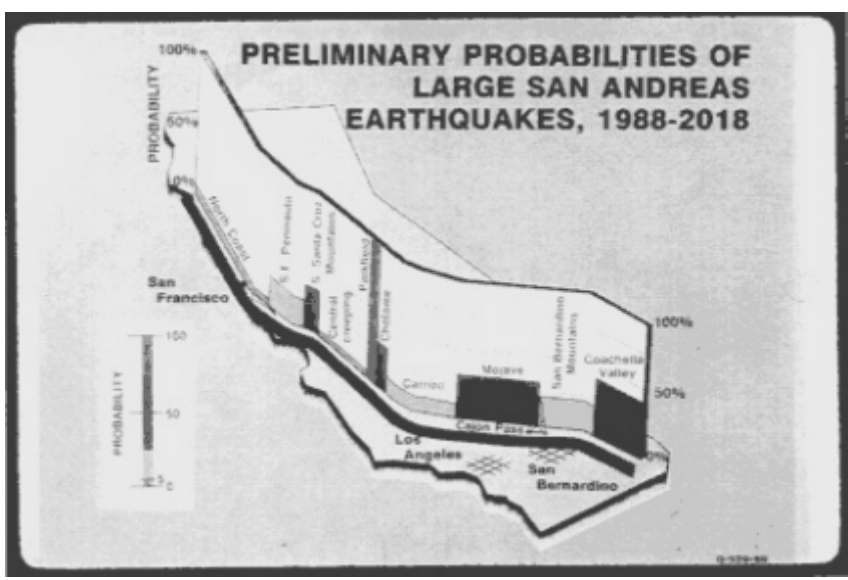 PRELIMINARY PROBABILITIES OF
LARGE SAN ANDREAS
EARTHQUAKES, 1988-2018
100%
PROBABILITY
50%
0%
North Coast
S.F. Peninsula
S. Santa Cruz
Mountains
Central
creeping
Parkfield
Cholame
Carrizo
Mojave
San Bernardino
Mountains
Coachella
Valley
100%
50%
0%
San
Francisco
Cajon Pass
Los
Angeles
San
Bernardino
PROBABILITY
100
50
5
0